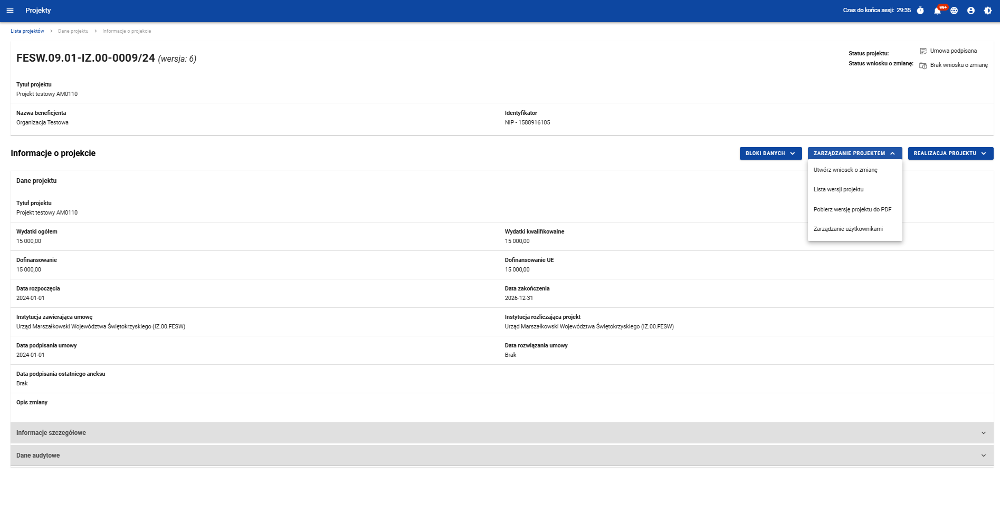 Projekty
Czas do końca sesji: 29:35
99+
Lista projektów > Dane projektu > Informacje o projekcie
FESW.09.01-IZ.00-0009/24 (wersja: 6)
Status projektu: Umowa podpisana
Status wniosku o zmianę: Brak wniosku o zmianę
Tytuł projektu
Projekt testowy AM0110
Nazwa beneficjenta
Organizacja Testowa
Identyfikator
NIP - 1588916105
Informacje o projekcie
BLOKI DANYCH
ZARZĄDZANIE PROJEKTEM
REALIZACJA PROJEKTU
Utwórz wniosek o zmianę
Lista wersji projektu
Pobierz wersję projektu do PDF
Zarządzanie użytkownikami
Dane projektu
Tytuł projektu
Projekt testowy AM0110
Wydatki ogółem
15 000,00
Wydatki kwalifikowalne
15 000,00
Dofinansowanie
15 000,00
Dofinansowanie UE
15 000,00
Data rozpoczęcia
2024-01-01
Data zakończenia
2026-12-31
Instytucja zawierająca umowę
Urząd Marszałkowski Województwa Świętokrzyskiego (IZ.00.FESW)
Instytucja rozliczająca projekt
Urząd Marszałkowski Województwa Świętokrzyskiego (IZ.00.FESW)
Data podpisania umowy
2024-01-01
Data rozwiązania umowy
Brak
Data podpisania ostatniego aneksu
Brak
Opis zmiany
Informacje szczegółowe
Dane audytowe